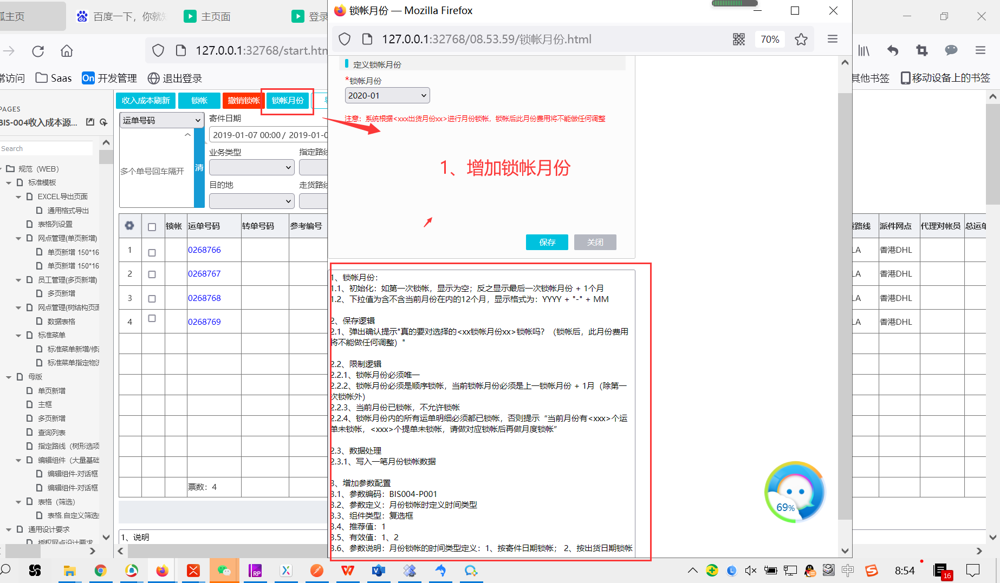 狐主页
百度一下，你就知
主页面
登录
锁帐月份 — Mozilla Firefox
127.0.0.1:32768/start.htm
127.0.0.1:32768/08.53.59/锁帐月份.html
70%
常访问
Saas
On 开发管理
退出登录
其他书签
移动设备上的书签
PAGES
BIS-004收入成本源...
Search
规范（WEB）
标准模板
EXCEL导出页面
通用格式导出
表格列设置
网点管理(单页新增)
单页新增 150*16
单页新增 150*16
员工管理(多页新增)
多页新增
网点管理(树结构页面
数据表格
标准菜单
标准菜单新增/修改
标准菜单指定物流
母版
单页新增
主框
多页新增
查询列表
指定路线（树形选项
编辑组件（大量基础
编辑组件-对话框
编辑组件-对话框
表格（筛选）
表格.自定义筛选
通用设计要求
授权网点设计要求
收入成本刷新
锁帐
撤销锁帐
锁帐月份
运单号码
寄件日期
2019-01-07 00:00 / 2019-01-0
多个单号回车隔开
清
业务类型
指定路线
目的地
走货路线
锁帐 运单号码 转单号码 参考编号
1 0268766
2 0268767
3 0268768
4 0268769
票数：4
1、说明
定义锁帐月份
*锁帐月份
2020-01
注意：系统根据<xxx出货月份xx>进行月份锁帐，锁帐后此月份费用将不能做任何调整
1、增加锁帐月份
保存
关闭
1、锁帐月份：
1.1、初始化：如第一次锁帐，显示为空；反之显示最后一次锁帐月份 + 1个月
1.2、下拉值为含不含当前月份在内的12个月，显示格式为：YYYY + "-" + MM
2、保存逻辑
2.1、弹出确认提示"真的要对选择的<xx锁帐月份xx>锁帐吗？（锁帐后，此月份费用
将不能做任何调整）"
2.2、限制逻辑
2.2.1、锁帐月份必须唯一
2.2.2、锁帐月份必须是顺序锁帐，当前锁帐月份必须是上一锁帐月份 + 1月（除第一
次锁帐外）
2.2.3、当前月份已锁帐，不允许锁帐
2.2.4、锁帐月份内的所有运单明细必须都已锁帐，否则提示“当前月份有<xxx>个运
单未锁帐，<xxx>个提单未锁帐，请做对应锁帐后再做月度锁帐”
2.3、数据处理
2.3.1、写入一笔月份锁帐数据
3、增加参数配置
3.1、参数编码：BIS004-P001
3.2、参数定义：月份锁帐时定义时间类型
3.3、组件类型：复选框
3.4、推荐值：1
3.5、有效值：1、2
3.6、参数说明：月份锁帐的时间类型定义：1、按寄件日期锁帐； 2、按出货日期锁帐
货路线 派件网点 代理对帐员 总运单
LA 香港DHL
LA 香港DHL
LA 香港DHL
LA 香港DHL
69%
中
8:54
16